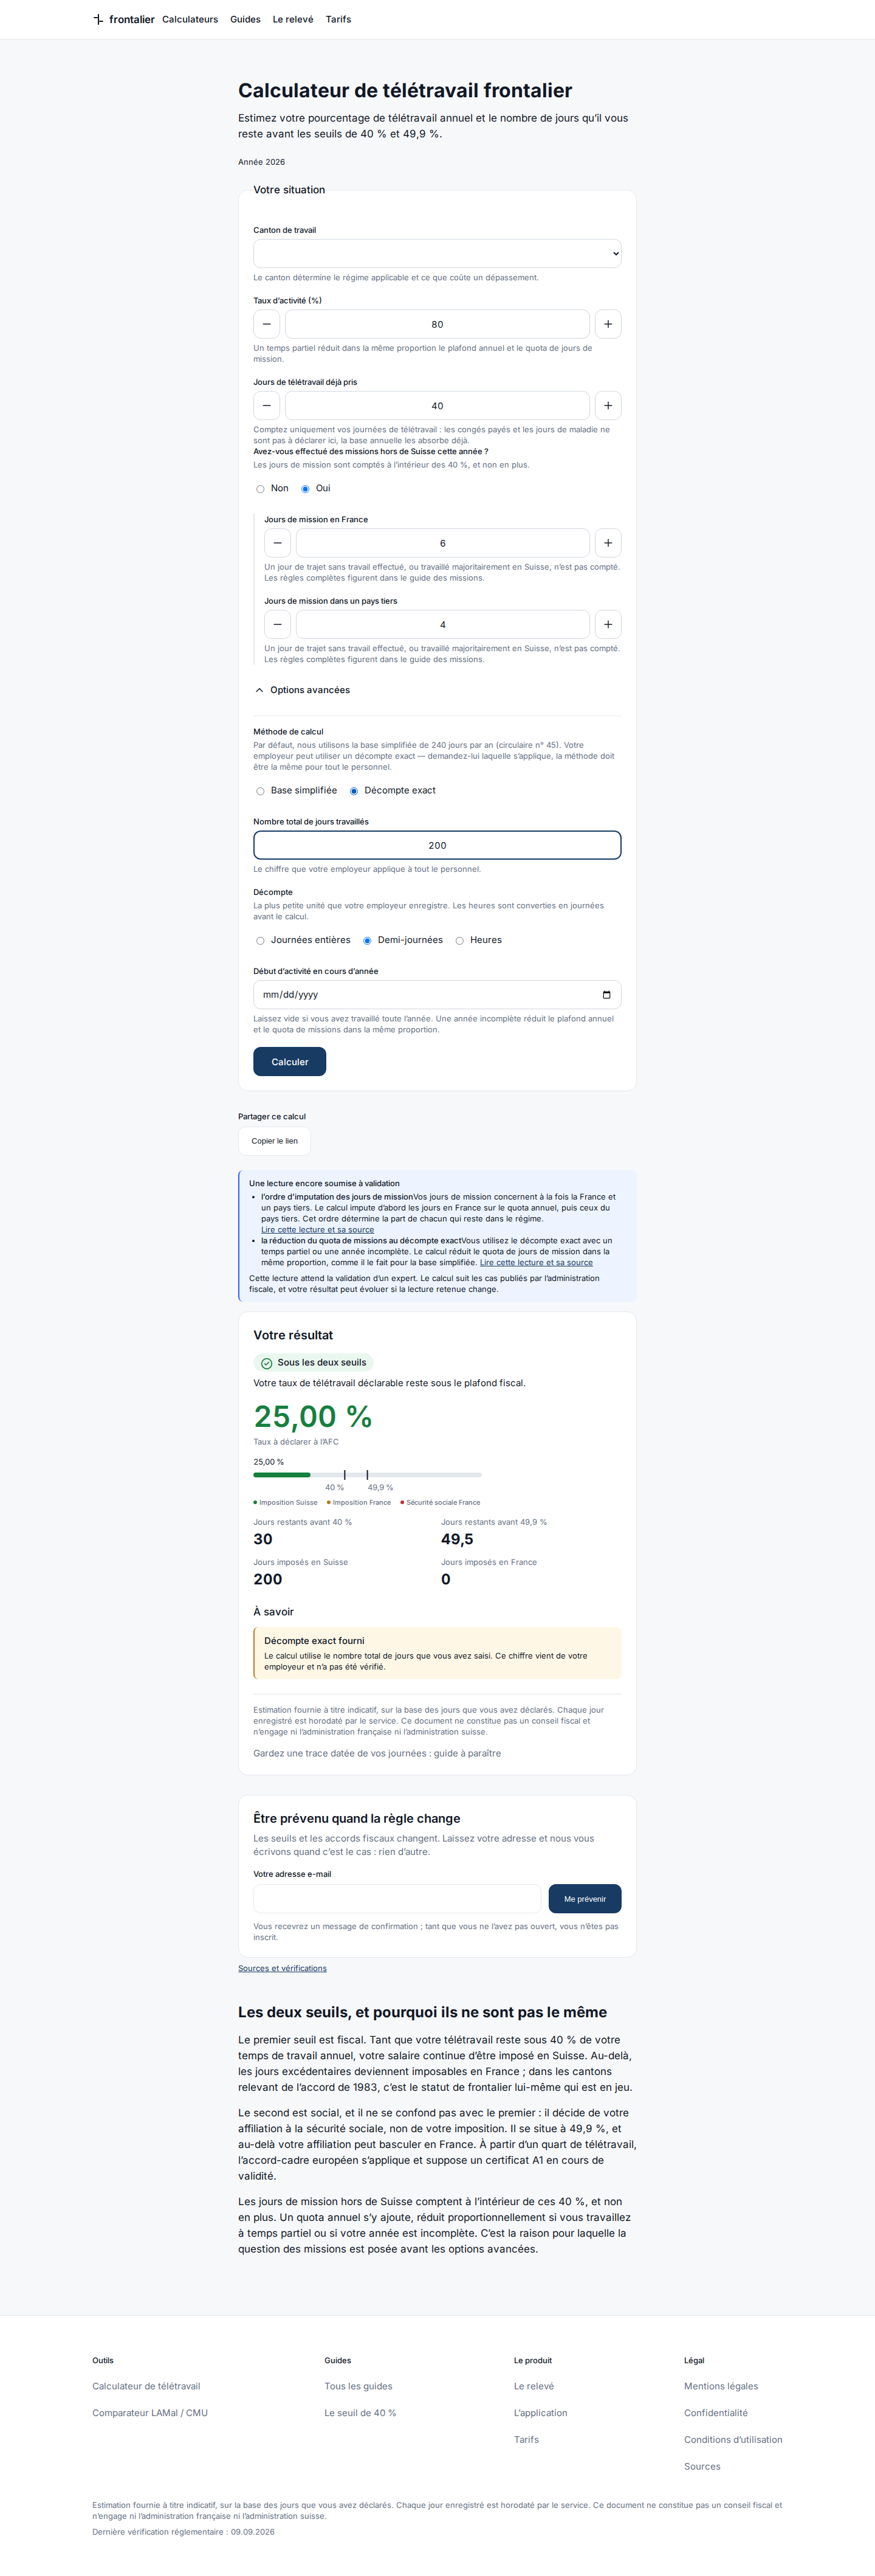 frontalier Calculateurs Guides Le relevé Tarifs
Calculateur de télétravail frontalier
Estimez votre pourcentage de télétravail annuel et le nombre de jours qu’il vous
reste avant les seuils de 40 % et 49,9 %.
Année 2026
Votre situation
Canton de travail
Le canton détermine le régime applicable et ce que coûte un dépassement.
Taux d’activité (%)
80
Un temps partiel réduit dans la même proportion le plafond annuel et le quota de jours de
mission.
Jours de télétravail déjà pris
40
Comptez uniquement vos journées de télétravail : les congés payés et les jours de maladie ne
sont pas à déclarer ici, la base annuelle les absorbe déjà.
Avez-vous effectué des missions hors de Suisse cette année ?
Les jours de mission sont comptés à l’intérieur des 40 %, et non en plus.
Non Oui
Jours de mission en France
6
Un jour de trajet sans travail effectué, ou travaillé majoritairement en Suisse, n’est pas compté.
Les règles complètes figurent dans le guide des missions.
Jours de mission dans un pays tiers
4
Un jour de trajet sans travail effectué, ou travaillé majoritairement en Suisse, n’est pas compté.
Les règles complètes figurent dans le guide des missions.
Options avancées
Méthode de calcul
Par défaut, nous utilisons la base simplifiée de 240 jours par an (circulaire n° 45). Votre
employeur peut utiliser un décompte exact — demandez-lui laquelle s’applique, la méthode doit
être la même pour tout le personnel.
Base simplifiée Décompte exact
Nombre total de jours travaillés
200
Le chiffre que votre employeur applique à tout le personnel.
Décompte
La plus petite unité que votre employeur enregistre. Les heures sont converties en journées
avant le calcul.
Journées entières Demi-journées Heures
Début d’activité en cours d’année
mm/dd/yyyy
Laissez vide si vous avez travaillé toute l’année. Une année incomplète réduit le plafond annuel
et le quota de missions dans la même proportion.
Calculer
Partager ce calcul
Copier le lien
Une lecture encore soumise à validation
l’ordre d’imputation des jours de missionVos jours de mission concernent à la fois la France et
un pays tiers. Le calcul impute d’abord les jours en France sur le quota annuel, puis ceux du
pays tiers. Cet ordre détermine la part de chacun qui reste dans le régime.
Lire cette lecture et sa source
la réduction du quota de missions au décompte exactVous utilisez le décompte exact avec un
temps partiel ou une année incomplète. Le calcul réduit le quota de jours de mission dans la
même proportion, comme il le fait pour la base simplifiée. Lire cette lecture et sa source
Cette lecture attend la validation d’un expert. Le calcul suit les cas publiés par l’administration
fiscale, et votre résultat peut évoluer si la lecture retenue change.
Votre résultat
Sous les deux seuils
Votre taux de télétravail déclarable reste sous le plafond fiscal.
25,00 %
Taux à déclarer à l’AFC
25,00 %
40 % 49,9 %
Imposition Suisse Imposition France Sécurité sociale France
Jours restants avant 40 % Jours restants avant 49,9 %
30 49,5
Jours imposés en Suisse Jours imposés en France
200 0
À savoir
Décompte exact fourni
Le calcul utilise le nombre total de jours que vous avez saisi. Ce chiffre vient de votre
employeur et n’a pas été vérifié.
Estimation fournie à titre indicatif, sur la base des jours que vous avez déclarés. Chaque jour
enregistré est horodaté par le service. Ce document ne constitue pas un conseil fiscal et
n’engage ni l’administration française ni l’administration suisse.
Gardez une trace datée de vos journées : guide à paraître
Être prévenu quand la règle change
Les seuils et les accords fiscaux changent. Laissez votre adresse et nous vous
écrivons quand c’est le cas : rien d’autre.
Votre adresse e-mail
Me prévenir
Vous recevrez un message de confirmation ; tant que vous ne l’avez pas ouvert, vous n’êtes pas
inscrit.
Sources et vérifications
Les deux seuils, et pourquoi ils ne sont pas le même
Le premier seuil est fiscal. Tant que votre télétravail reste sous 40 % de votre
temps de travail annuel, votre salaire continue d’être imposé en Suisse. Au-delà,
les jours excédentaires deviennent imposables en France ; dans les cantons
relevant de l’accord de 1983, c’est le statut de frontalier lui-même qui est en jeu.
Le second est social, et il ne se confond pas avec le premier : il décide de votre
affiliation à la sécurité sociale, non de votre imposition. Il se situe à 49,9 %, et
au-delà votre affiliation peut basculer en France. À partir d’un quart de télétravail,
l’accord-cadre européen s’applique et suppose un certificat A1 en cours de
validité.
Les jours de mission hors de Suisse comptent à l’intérieur de ces 40 %, et non
en plus. Un quota annuel s’y ajoute, réduit proportionnellement si vous travaillez
à temps partiel ou si votre année est incomplète. C’est la raison pour laquelle la
question des missions est posée avant les options avancées.
Outils Guides Le produit Légal
Calculateur de télétravail Tous les guides Le relevé Mentions légales
Comparateur LAMal / CMU Le seuil de 40 % L’application Confidentialité
Tarifs Conditions d’utilisation
Sources
Estimation fournie à titre indicatif, sur la base des jours que vous avez déclarés. Chaque jour enregistré est horodaté par le service. Ce document ne constitue pas un conseil fiscal et
n’engage ni l’administration française ni l’administration suisse.
Dernière vérification réglementaire : 09.09.2026